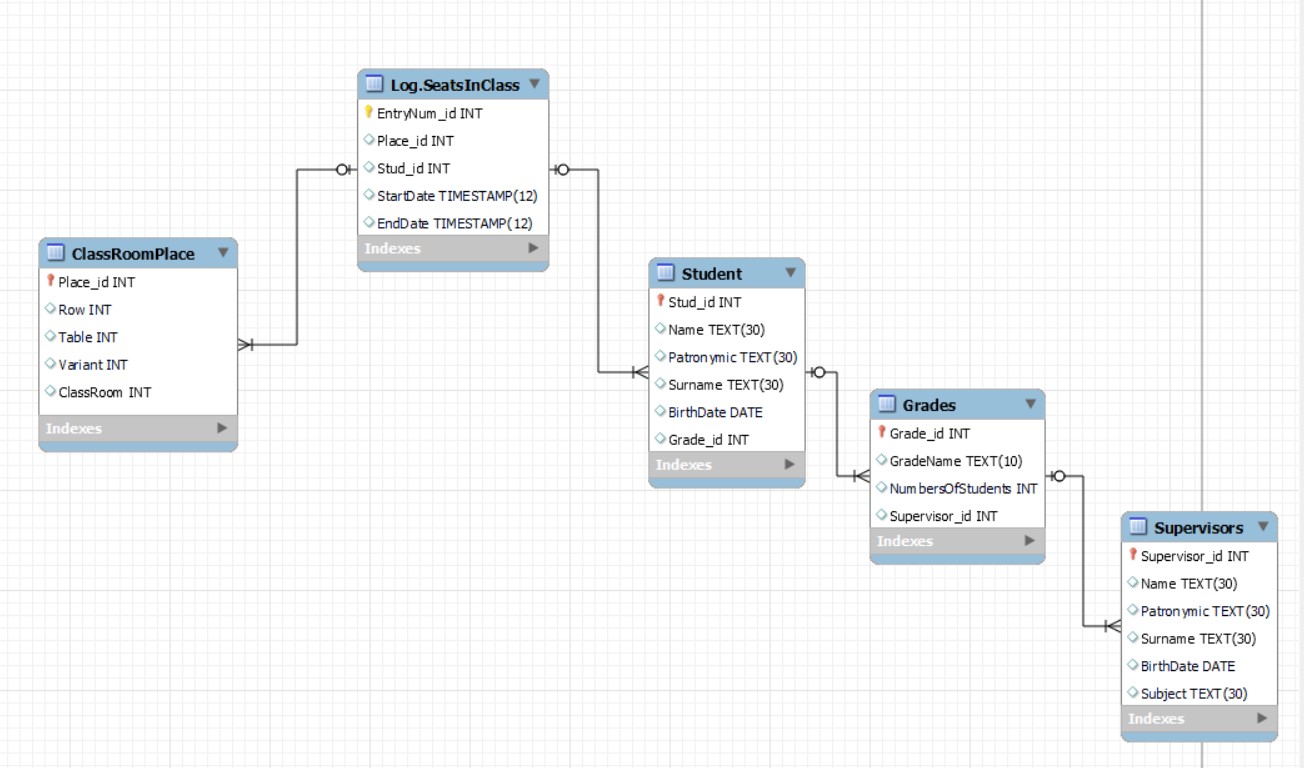 Log.SeatsInClass
EntryNum_id INT
Place_id INT
Stud_id INT
StartDate TIMESTAMP(12)
EndDate TIMESTAMP(12)
Indexes
ClassRoomPlace
Place_id INT
Row INT
Table INT
Variant INT
ClassRoom INT
Indexes
Student
Stud_id INT
Name TEXT(30)
Patronymic TEXT(30)
Surname TEXT(30)
BirthDate DATE
Grade_id INT
Indexes
Grades
Grade_id INT
GradeName TEXT(10)
NumbersOfStudents INT
Supervisor_id INT
Indexes
Supervisors
Supervisor_id INT
Name TEXT(30)
Patronymic TEXT(30)
Surname TEXT(30)
BirthDate DATE
Subject TEXT(30)
Indexes